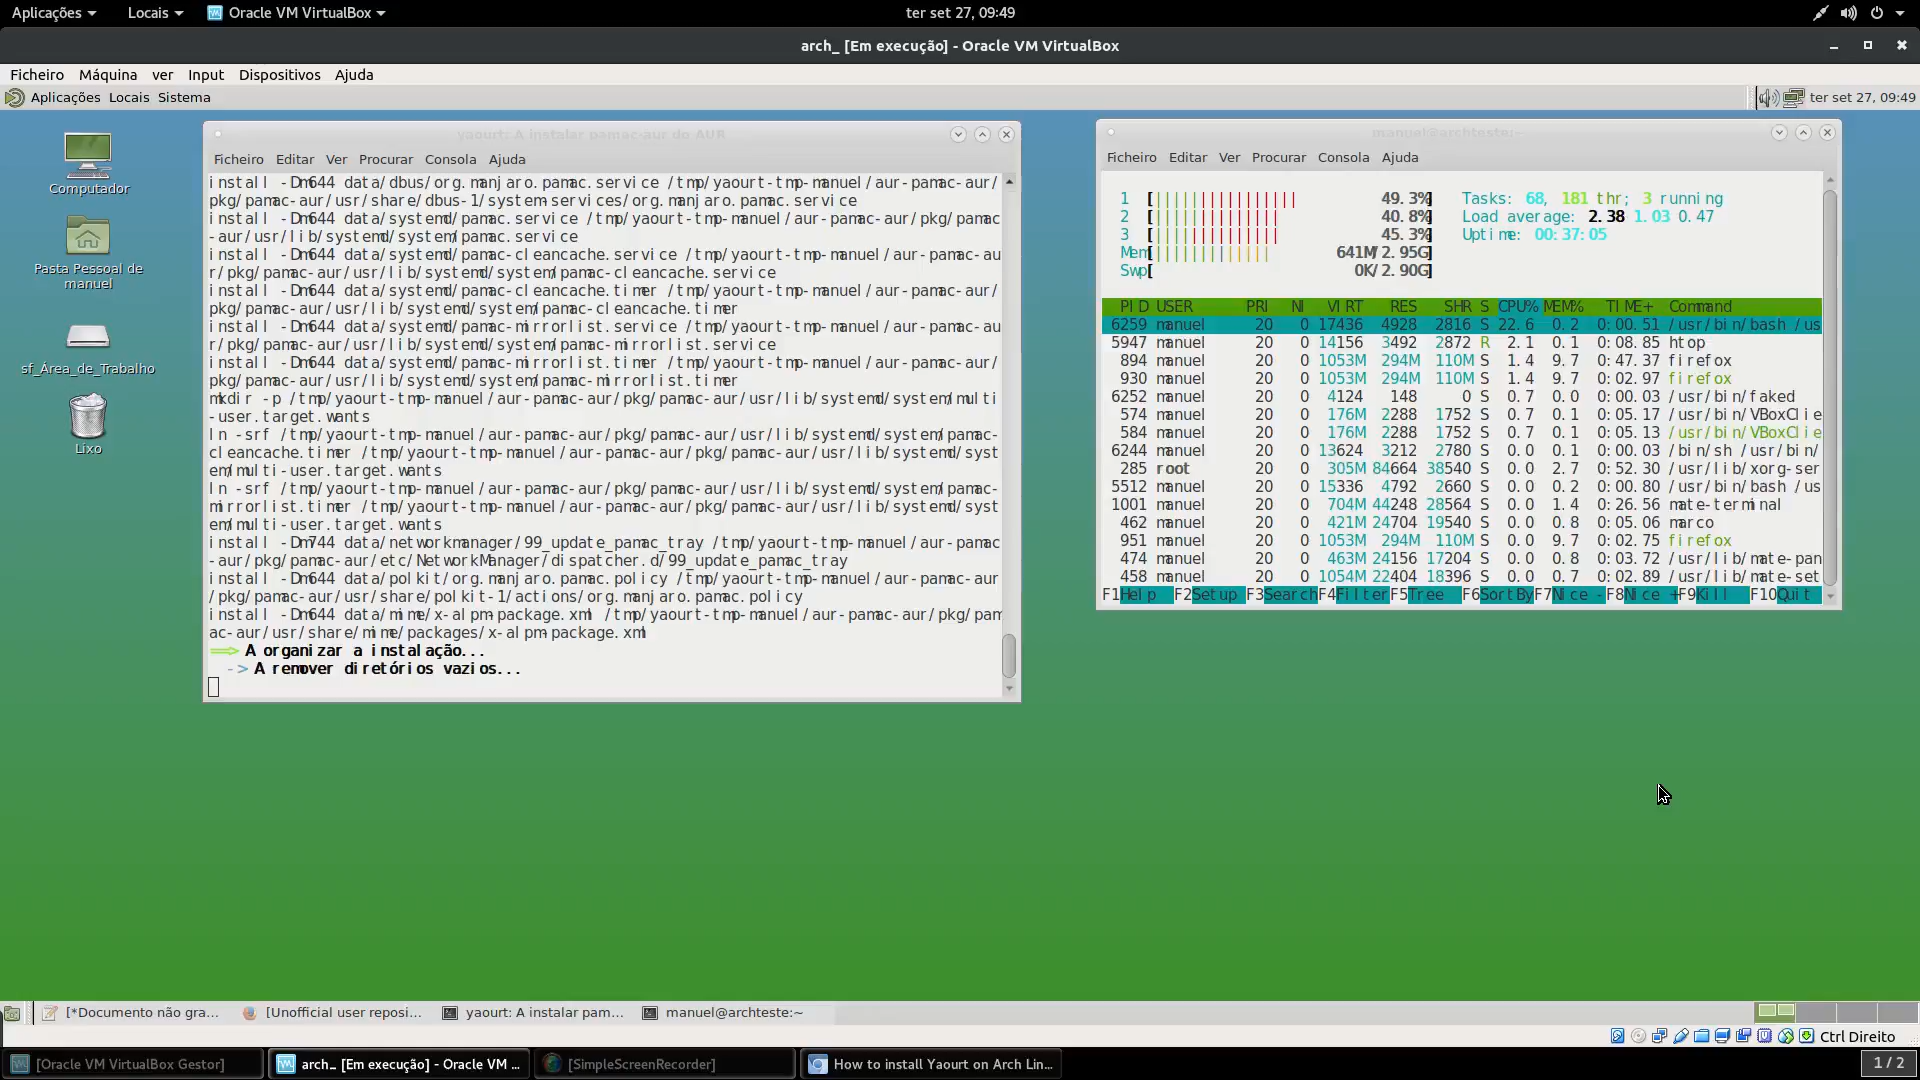 Aplicações Locais Oracle VM VirtualBox ter set 27, 09:49
arch_ [Em execução] - Oracle VM VirtualBox
Ficheiro Máquina ver Input Dispositivos Ajuda
Aplicações Locais Sistema ter set 27, 09:49
Computador
Pasta Pessoal de
manuel
sf_Área_de_Trabalho
Lixo
yaourt: A instalar pamac-aur do AUR
Ficheiro Editar Ver Procurar Consola Ajuda
install -Dm644 data/dbus/org.manjaro.pamac.service /tmp/yaourt-tmp-manuel/aur-pamac-aur/
pkg/pamac-aur/usr/share/dbus-1/system-services/org.manjaro.pamac.service
install -Dm644 data/systemd/pamac.service /tmp/yaourt-tmp-manuel/aur-pamac-aur/pkg/pamac
-aur/usr/lib/systemd/system/pamac.service
install -Dm644 data/systemd/pamac-cleancache.service /tmp/yaourt-tmp-manuel/aur-pamac-au
r/pkg/pamac-aur/usr/lib/systemd/system/pamac-cleancache.service
install -Dm644 data/systemd/pamac-cleancache.timer /tmp/yaourt-tmp-manuel/aur-pamac-aur/
pkg/pamac-aur/usr/lib/systemd/system/pamac-cleancache.timer
install -Dm644 data/systemd/pamac-mirrorlist.service /tmp/yaourt-tmp-manuel/aur-pamac-au
r/pkg/pamac-aur/usr/lib/systemd/system/pamac-mirrorlist.service
install -Dm644 data/systemd/pamac-mirrorlist.timer /tmp/yaourt-tmp-manuel/aur-pamac-aur/
pkg/pamac-aur/usr/lib/systemd/system/pamac-mirrorlist.timer
mkdir -p /tmp/yaourt-tmp-manuel/aur-pamac-aur/pkg/pamac-aur/usr/lib/systemd/system/multi
-user.target.wants
ln -srf /tmp/yaourt-tmp-manuel/aur-pamac-aur/pkg/pamac-aur/usr/lib/systemd/system/pamac-
cleancache.timer /tmp/yaourt-tmp-manuel/aur-pamac-aur/pkg/pamac-aur/usr/lib/systemd/syst
em/multi-user.target.wants
ln -srf /tmp/yaourt-tmp-manuel/aur-pamac-aur/pkg/pamac-aur/usr/lib/systemd/system/pamac-
mirrorlist.timer /tmp/yaourt-tmp-manuel/aur-pamac-aur/pkg/pamac-aur/usr/lib/systemd/syst
em/multi-user.target.wants
install -Dm744 data/networkmanager/99_update_pamac_tray /tmp/yaourt-tmp-manuel/aur-pamac
-aur/pkg/pamac-aur/etc/NetworkManager/dispatcher.d/99_update_pamac_tray
install -Dm644 data/polkit/org.manjaro.pamac.policy /tmp/yaourt-tmp-manuel/aur-pamac-aur
/pkg/pamac-aur/usr/share/polkit-1/actions/org.manjaro.pamac.policy
install -Dm644 data/mime/x-alpm-package.xml /tmp/yaourt-tmp-manuel/aur-pamac-aur/pkg/pam
ac-aur/usr/share/mime/packages/x-alpm-package.xml
==> A organizar a instalação...
-> A remover diretórios vazios...
manuel@archteste:~
Ficheiro Editar Ver Procurar Consola Ajuda
1 [||||||||||||||||| 49.3%] Tasks: 68, 181 thr; 3 running
2 [||||||||||||||| 40.8%] Load average: 2.38 1.03 0.47
3 [||||||||||||||| 45.3%] Uptime: 00:37:05
Mem[|||||||||||||| 641M/2.95G]
Swp[ 0K/2.90G]
PID USER PRI NI VIRT RES SHR S CPU% MEM% TIME+ Command
6259 manuel 20 0 17436 4928 2816 S 22.6 0.2 0:00.51 /usr/bin/bash /us
5947 manuel 20 0 14156 3492 2872 R 2.1 0.1 0:08.85 htop
894 manuel 20 0 1053M 294M 110M S 1.4 9.7 0:47.37 firefox
930 manuel 20 0 1053M 294M 110M S 1.4 9.7 0:02.97 firefox
6252 manuel 20 0 4124 148 0 S 0.7 0.0 0:00.03 /usr/bin/faked
574 manuel 20 0 176M 2288 1752 S 0.7 0.1 0:05.17 /usr/bin/VBoxClie
584 manuel 20 0 176M 2288 1752 S 0.7 0.1 0:05.13 /usr/bin/VBoxClie
6244 manuel 20 0 13624 3212 2780 S 0.0 0.1 0:00.03 /bin/sh /usr/bin/
285 root 20 0 305M 84664 38540 S 0.0 2.7 0:52.30 /usr/lib/xorg-ser
5512 manuel 20 0 15336 4792 2660 S 0.0 0.2 0:00.80 /usr/bin/bash /us
1001 manuel 20 0 704M 44248 28564 S 0.0 1.4 0:26.56 mate-terminal
462 manuel 20 0 421M 24704 19540 S 0.0 0.8 0:05.06 marco
951 manuel 20 0 1053M 294M 110M S 0.0 9.7 0:02.75 firefox
474 manuel 20 0 463M 24156 17204 S 0.0 0.8 0:03.72 /usr/lib/mate-pan
458 manuel 20 0 1054M 22404 18396 S 0.0 0.7 0:02.89 /usr/lib/mate-set
F1Help F2Setup F3SearchF4FilterF5Tree F6SortByF7Nice -F8Nice +F9Kill F10Quit
[*Documento não gra... [Unofficial user reposi... yaourt: A instalar pam... manuel@archteste:~
Ctrl Direito
[Oracle VM VirtualBox Gestor] arch_ [Em execução] - Oracle VM ... [SimpleScreenRecorder] How to install Yaourt on Arch Lin... 1 / 2